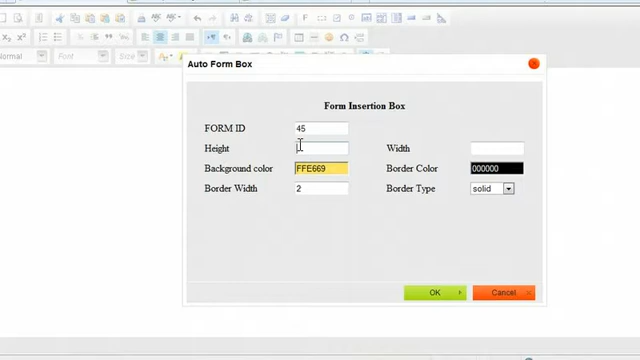 Normal
Font
Size
Auto Form Box
Form Insertion Box
FORM ID 45
Height Width
Background color FFE669 Border Color 000000
Border Width 2 Border Type solid
OK Cancel